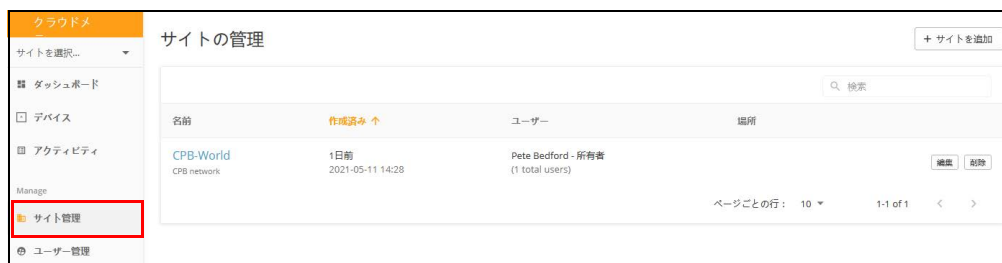 クラウドメ
サイトを選択...
ダッシュボード
デバイス
アクティビティ
Manage
サイト管理
ユーザー管理
サイトの管理
+ サイトを追加
検索
名前 作成済み ↑ ユーザー 場所
CPB-World 1日前 Pete Bedford - 所有者 編集 削除
CPB network 2021-05-11 14:28 (1 total users)
ページごとの行： 10 1-1 of 1 < >